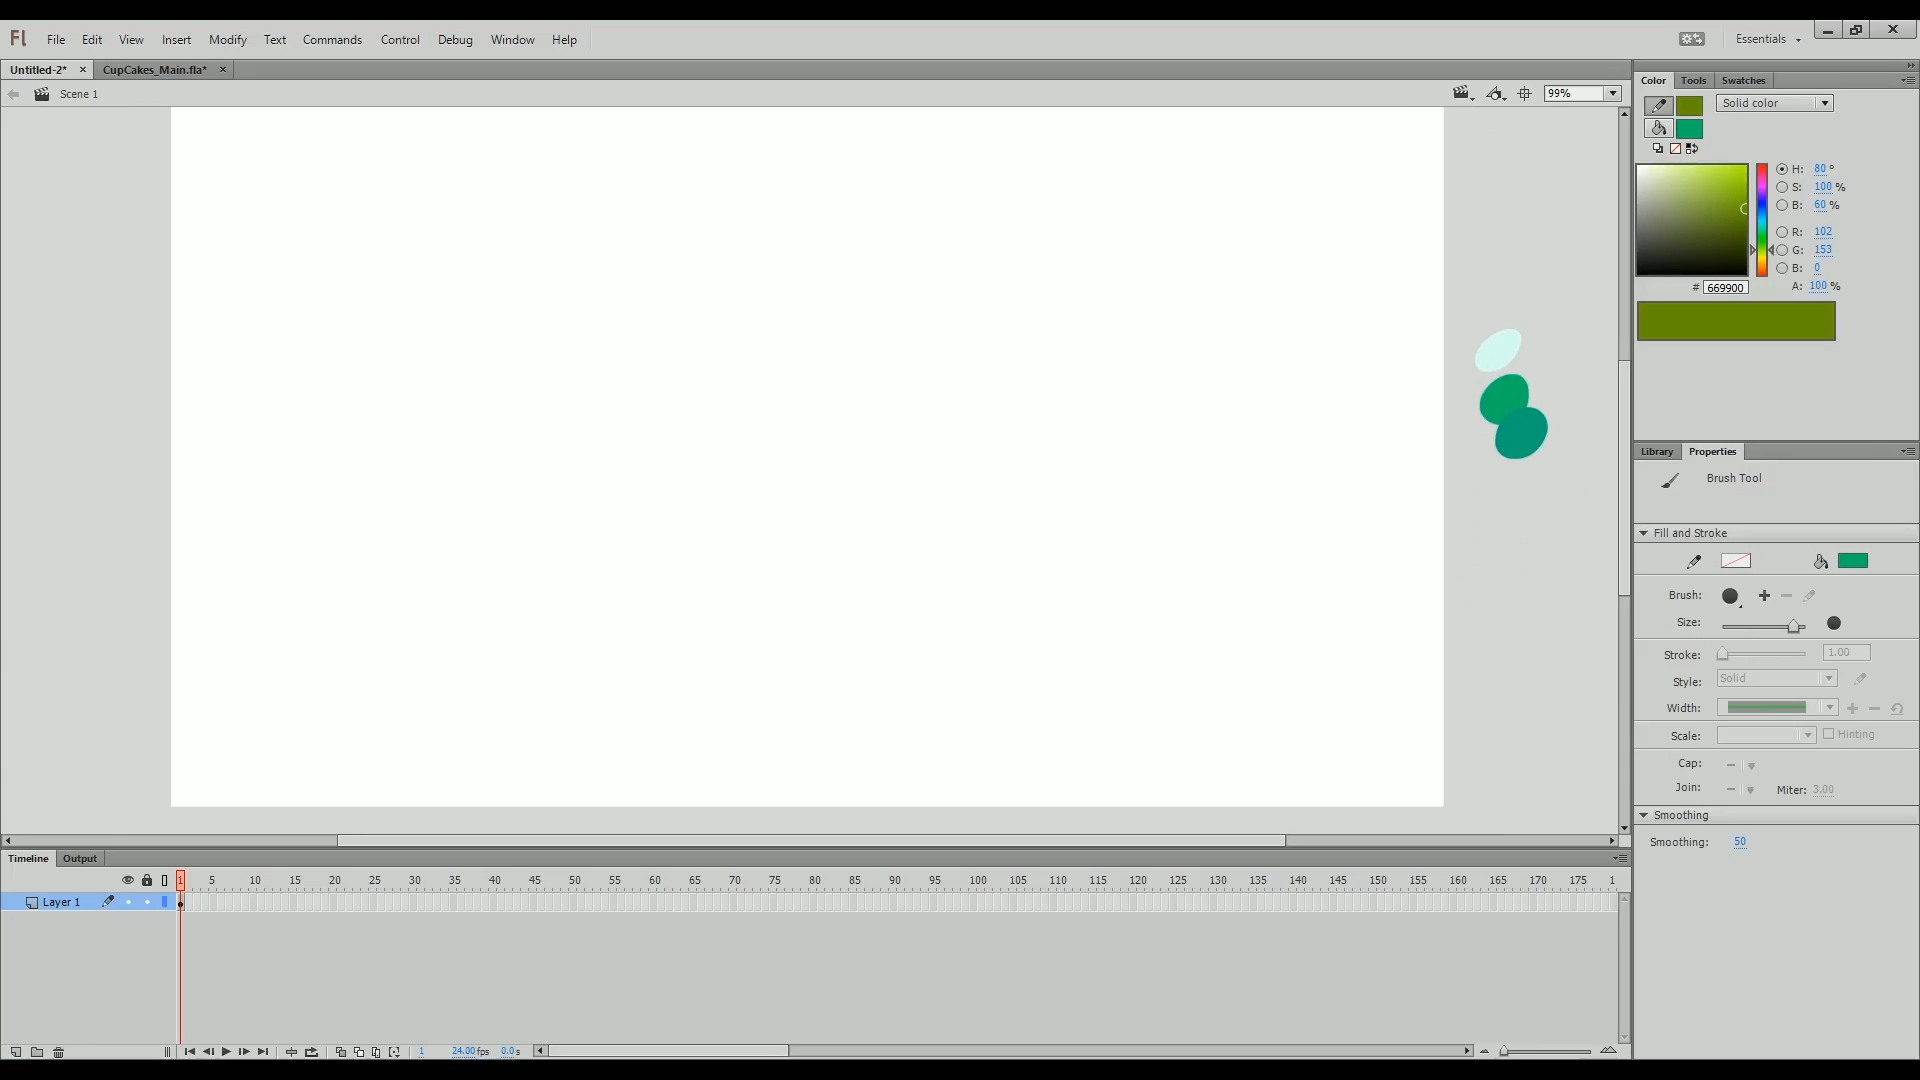 Fl File Edit View Insert Modify Text Commands Control Debug Window Help Essentials
Untitled-2* × CupCakes_Main.fla* ×
Scene 1 99%
Color Tools Swatches
Solid color
H: 80 °
S: 100 %
B: 60 %
R: 102
G: 153
B: 0
# 669900 A: 100 %
Library Properties
Brush Tool
Fill and Stroke
Brush:
Size:
Stroke: 1.00
Style: Solid
Width:
Scale: Hinting
Cap:
Join: Miter: 3.00
Smoothing
Smoothing: 50
Timeline Output
1 5 10 15 20 25 30 35 40 45 50 55 60 65 70 75 80 85 90 95 100 105 110 115 120 125 130 135 140 145 150 155 160 165 170 175 1
Layer 1
1 24.00 fps 0.0 s